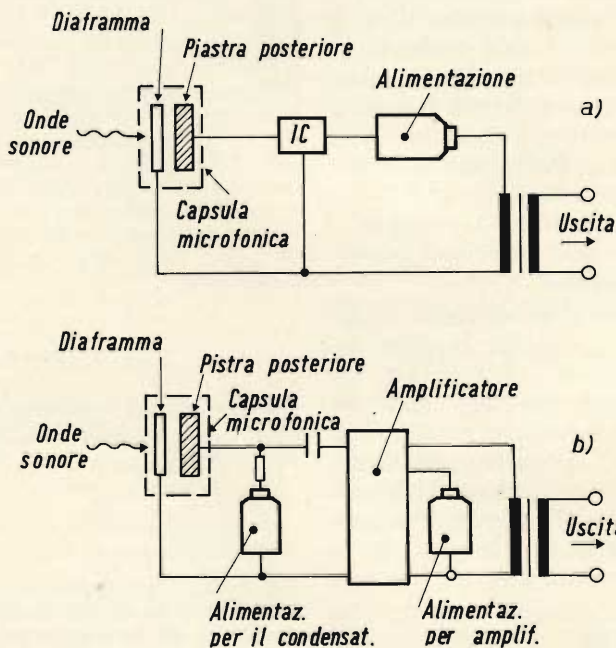 Diaframma
Piastra posteriore
Alimentazione
a)
Onde
sonore
IC
Capsula
microfonica
Uscita
Diaframma
Pistra posteriore
Capsula
microfonica
Amplificatore
b)
Onde
sonore
Uscita
Alimentaz.
per il condensat.
Alimentaz.
per amplif.